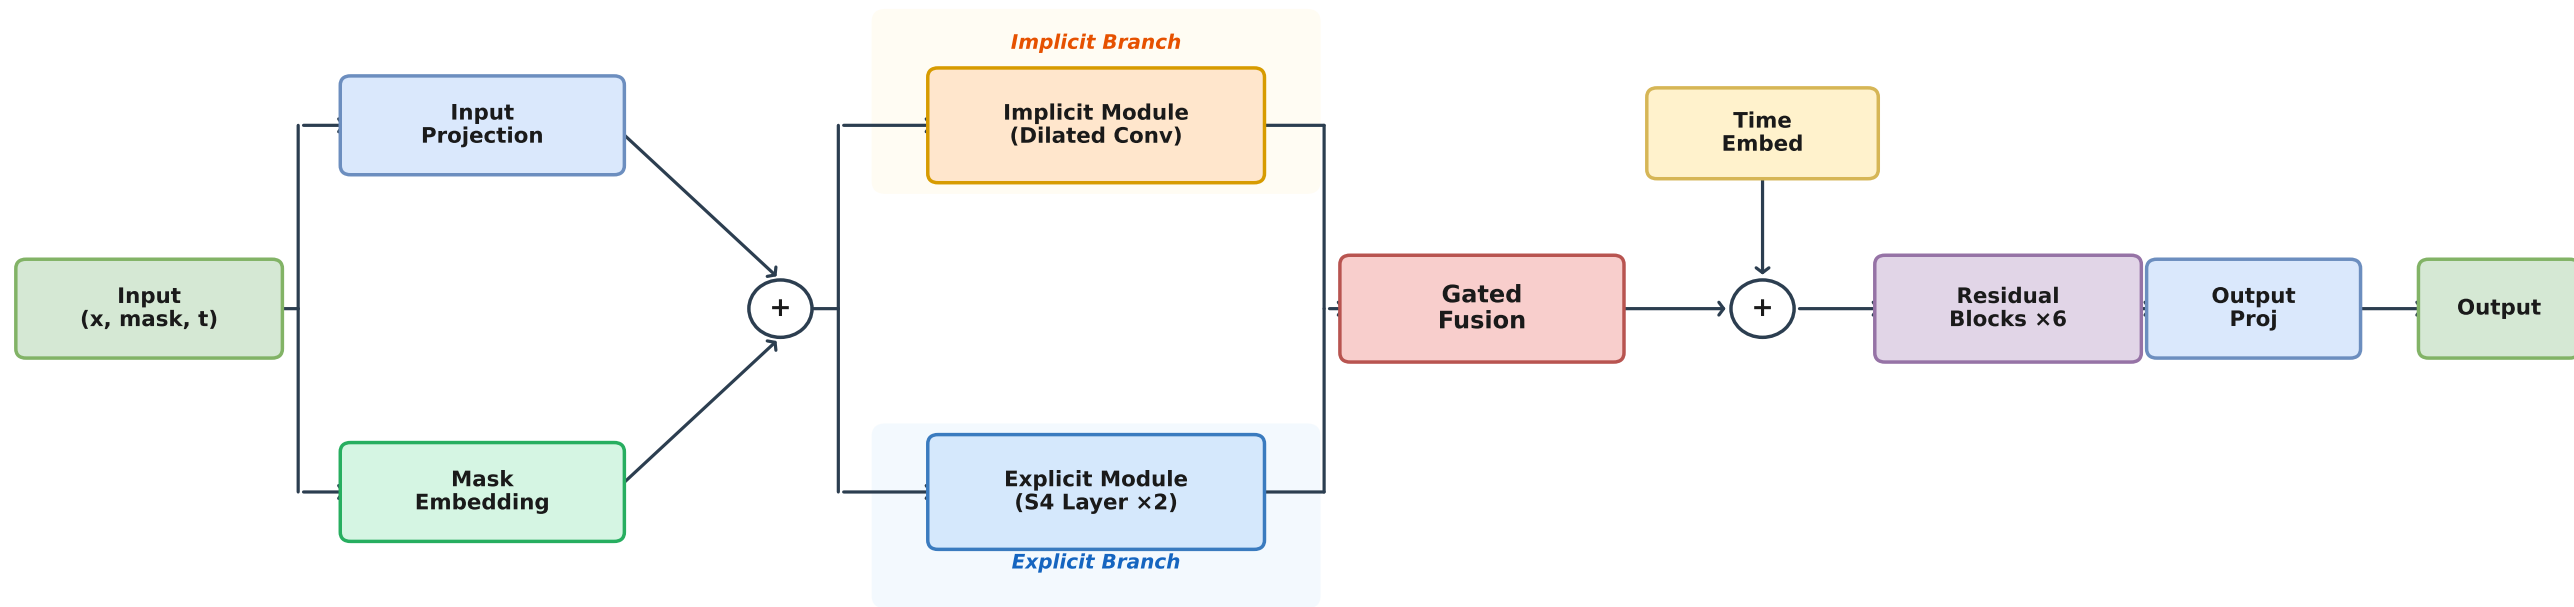 Input
(x, mask, t)
Input
Projection
Mask
Embedding
+
Implicit Branch
Implicit Module
(Dilated Conv)
Explicit Module
(S4 Layer ×2)
Explicit Branch
Gated
Fusion
Time
Embed
+
Residual
Blocks ×6
Output
Proj
Output